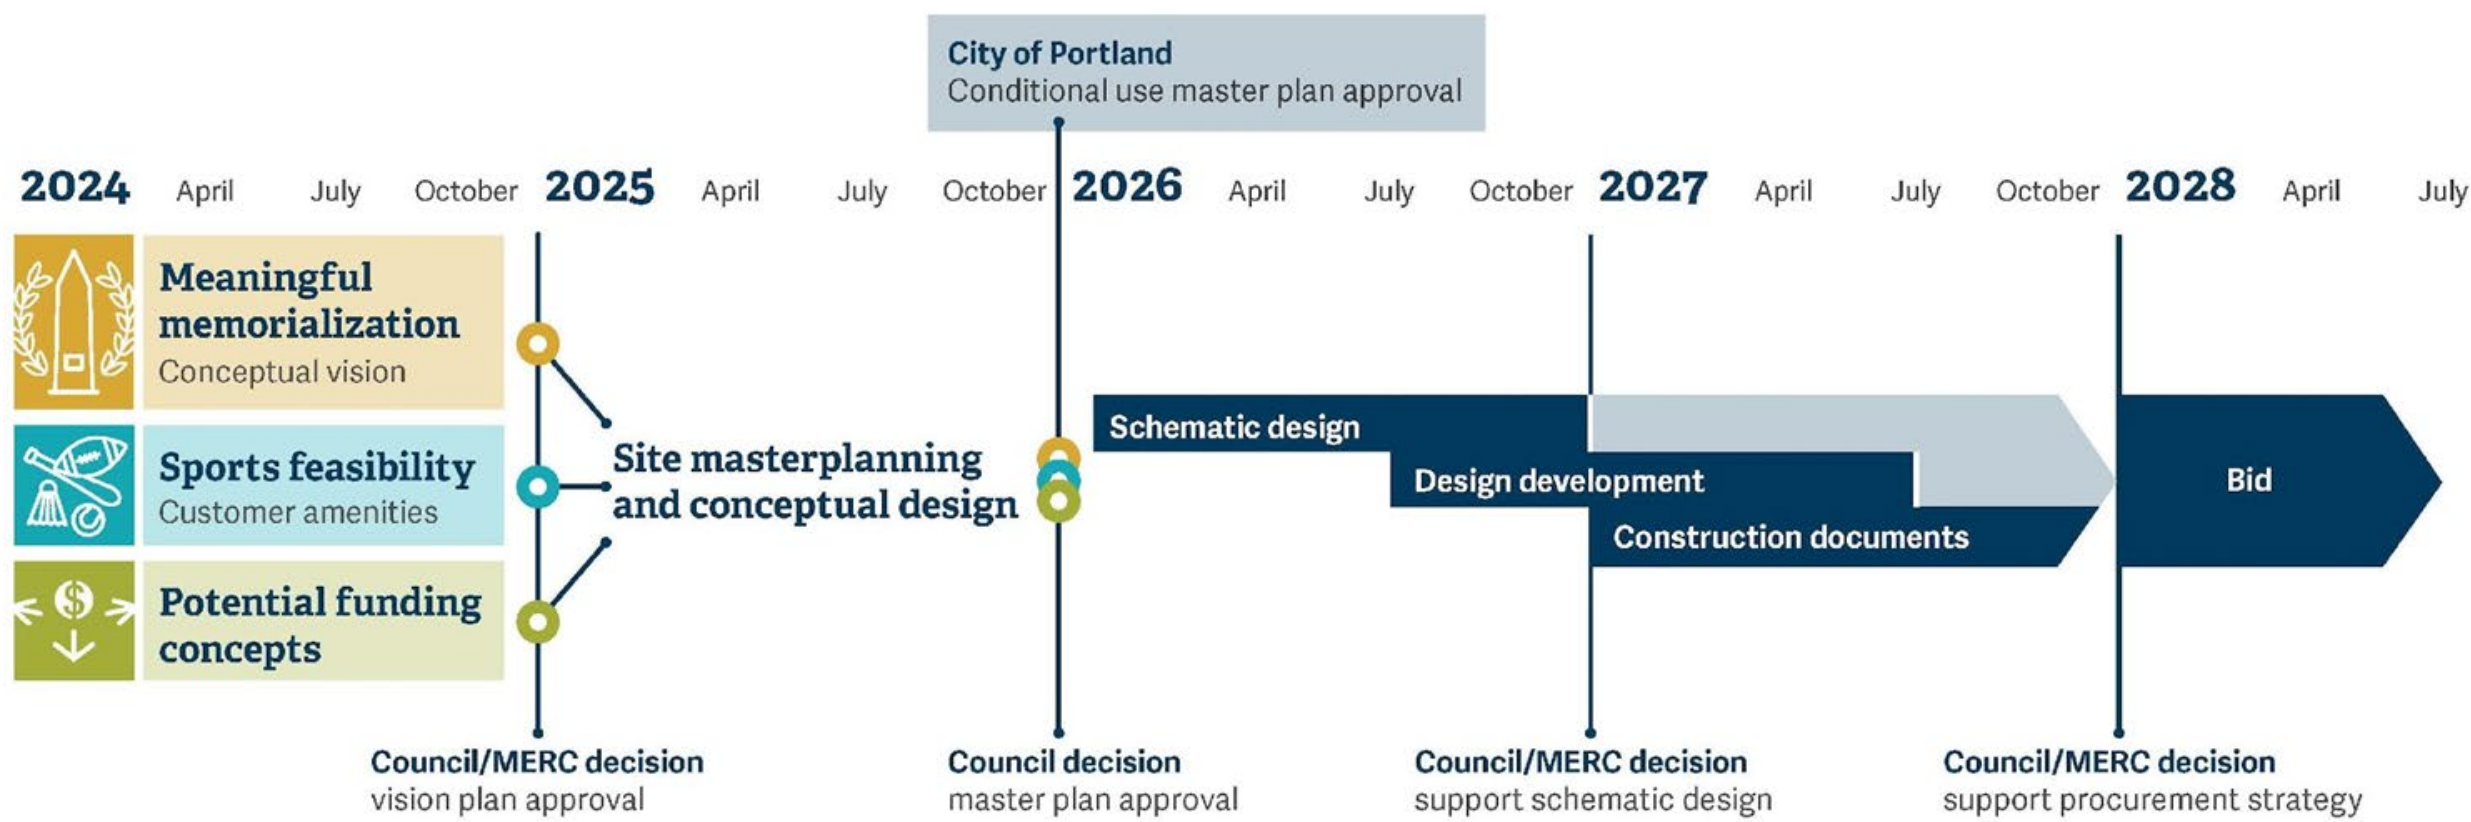 City of Portland
Conditional use master plan approval
2024 April July October 2025 April July October 2026 April July October 2027 April July October 2028 April July
Meaningful
memorialization
Conceptual vision
Sports feasibility
Customer amenities
$
Potential funding
concepts
Site masterplanning
and conceptual design
Schematic design
Design development
Construction documents
Bid
Council/MERC decision
vision plan approval
Council decision
master plan approval
Council/MERC decision
support schematic design
Council/MERC decision
support procurement strategy